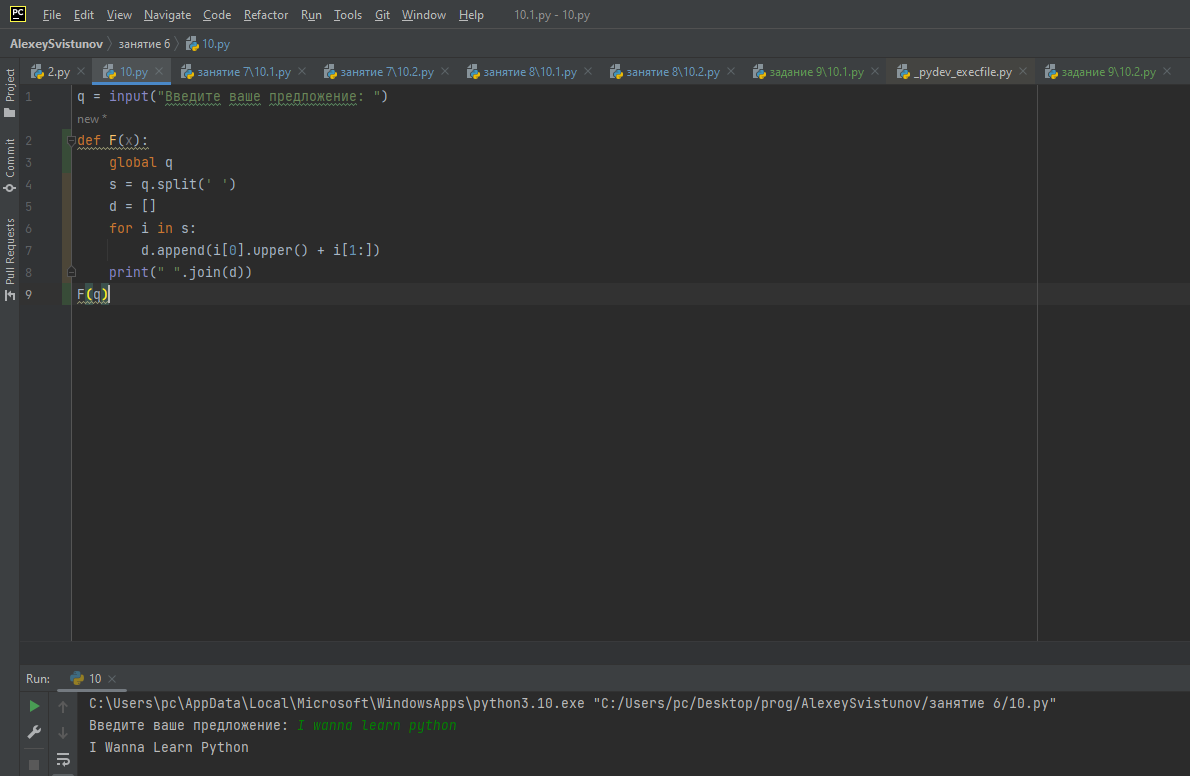 PC File Edit View Navigate Code Refactor Run Tools Git Window Help 10.1.py - 10.py
AlexeySvistunov занятие 6 10.py
2.py 10.py занятие 7\10.1.py занятие 7\10.2.py занятие 8\10.1.py занятие 8\10.2.py задание 9\10.1.py _pydev_execfile.py задание 9\10.2.py
Project
Commit
Pull Requests
1 q = input("Введите ваше предложение: ")
new *
2 def F(x):
3 global q
4 s = q.split(' ')
5 d = []
6 for i in s:
7 d.append(i[0].upper() + i[1:])
8 print(" ".join(d))
9 F(q)
Run: 10
C:\Users\pc\AppData\Local\Microsoft\WindowsApps\python3.10.exe "C:/Users/pc/Desktop/prog/AlexeySvistunov/занятие 6/10.py"
Введите ваше предложение: I wanna learn python
I Wanna Learn Python